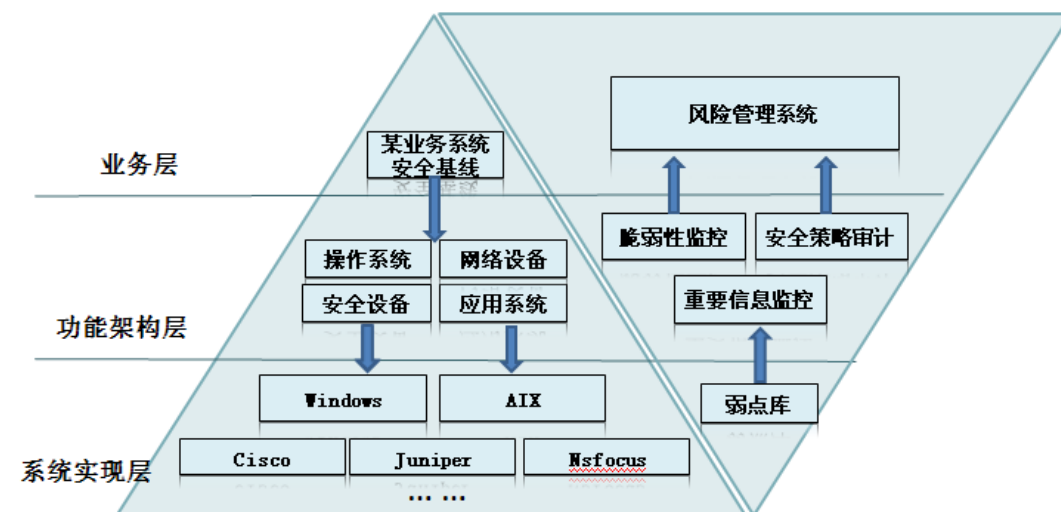 风险管理系统
某业务系统
安全基线
业务层
脆弱性监控
安全策略审计
操作系统
网络设备
重要信息监控
安全设备
应用系统
功能架构层
Windows
AIX
弱点库
Cisco
Juniper
Nsfocus
系统实现层
... ...